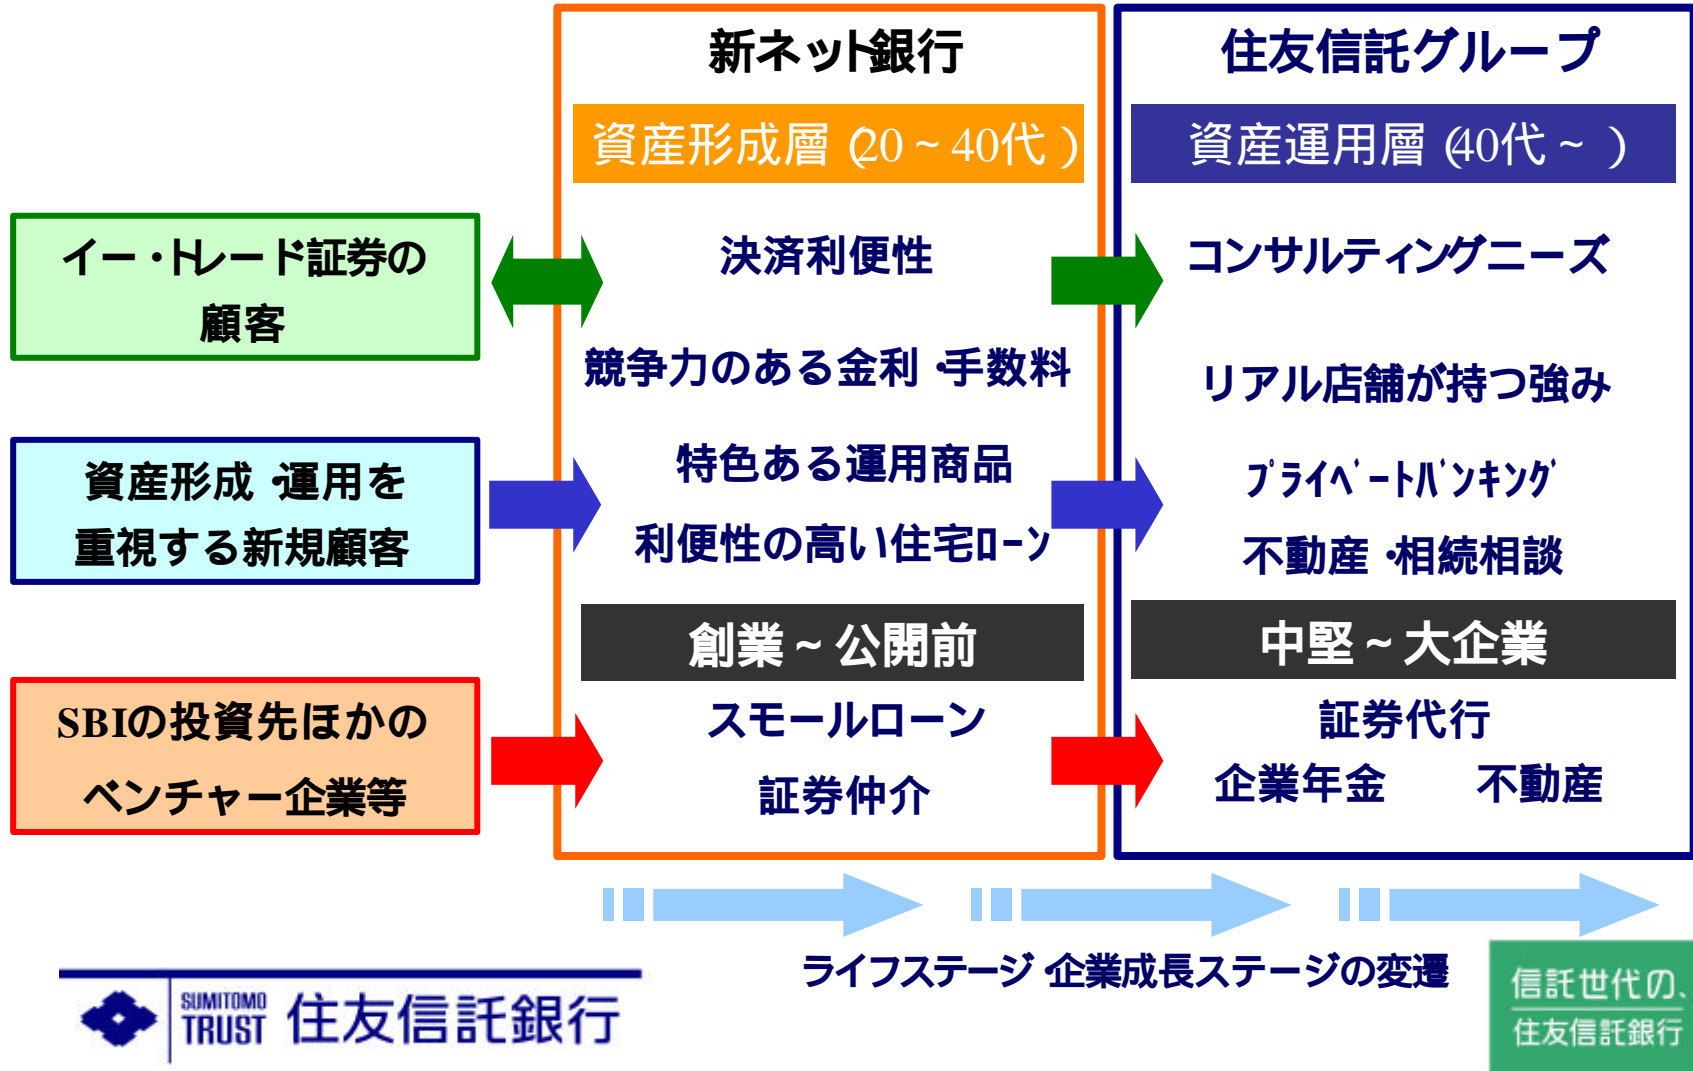 新ネット銀行
資産形成層(20~40代)
決済利便性
競争力のある金利・手数料
特色ある運用商品
利便性の高い住宅ﾛｰﾝ
創業~公開前
スモールローン
証券仲介
住友信託グループ
資産運用層(40代~ )
コンサルティングニーズ
リアル店舗が持つ強み
ﾌﾟﾗｲﾍﾞｰﾄﾊﾞﾝｷﾝｸﾞ
不動産・相続相談
中堅~大企業
証券代行
企業年金 不動産
イー・トレード証券の
顧客
資産形成・運用を
重視する新規顧客
SBIの投資先ほかの
ベンチャー企業等
ライフステージ・企業成長ステージの変遷
SUMITOMO
TRUST
住友信託銀行
信託世代の、
住友信託銀行